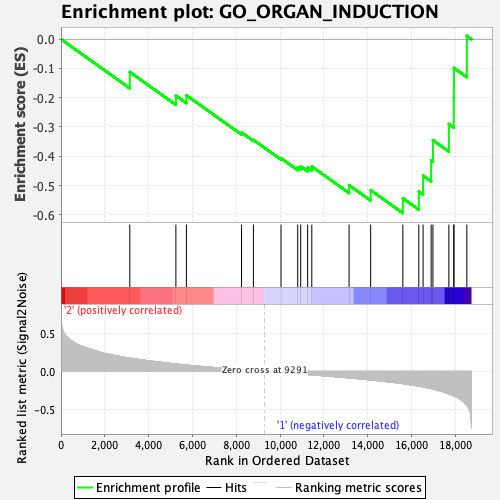 Enrichment plot: GO_ORGAN_INDUCTION
Enrichment score (ES)
0.0
-0.1
-0.2
-0.3
-0.4
-0.5
-0.6
'2' (positively correlated)
Ranked list metric (Signal2Noise)
0.5
0.0
-0.5
Zero cross at 9291
'1' (negatively correlated)
0 2,000 4,000 6,000 8,000 10,000 12,000 14,000 16,000 18,000
Rank in Ordered Dataset
Enrichment profile Hits Ranking metric scores